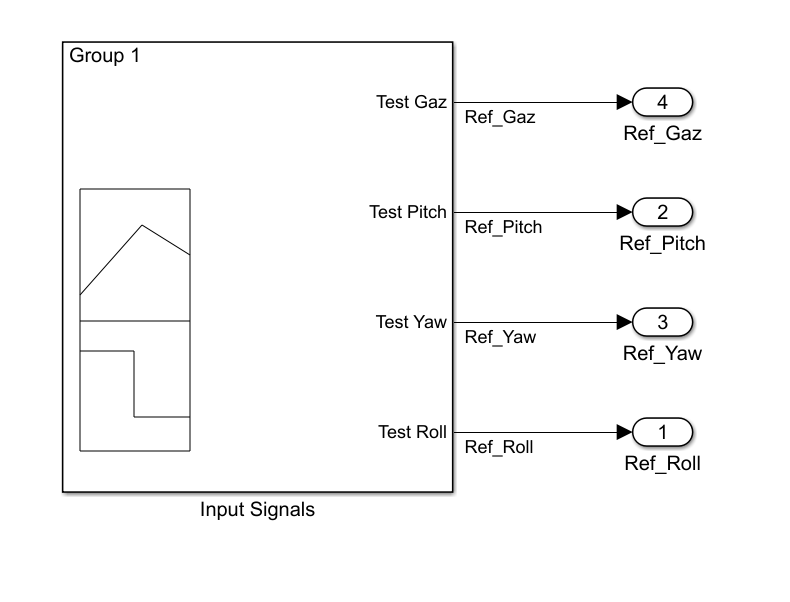 Group 1
Test Gaz
Ref_Gaz
4
Ref_Gaz
Test Pitch
Ref_Pitch
2
Ref_Pitch
Test Yaw
Ref_Yaw
3
Ref_Yaw
Test Roll
Ref_Roll
1
Ref_Roll
Input Signals